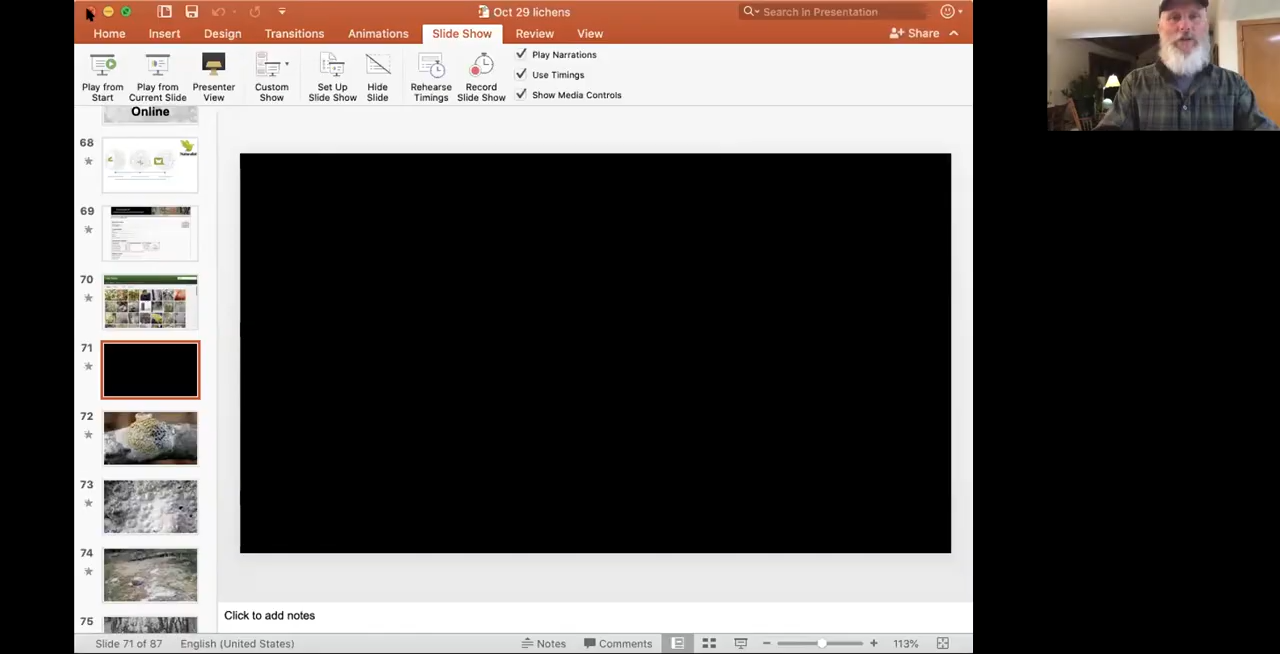 Oct 29 lichens
Search in Presentation
Home Insert Design Transitions Animations Slide Show Review View Share
Play from Start
Play from Current Slide
Presenter View
Custom Show
Set Up Slide Show
Hide Slide
Rehearse Timings
Record Slide Show
Play Narrations
Use Timings
Show Media Controls
Online
68
69
70
71
72
73
74
75
Click to add notes
Slide 71 of 87 English (United States) Notes Comments 113%